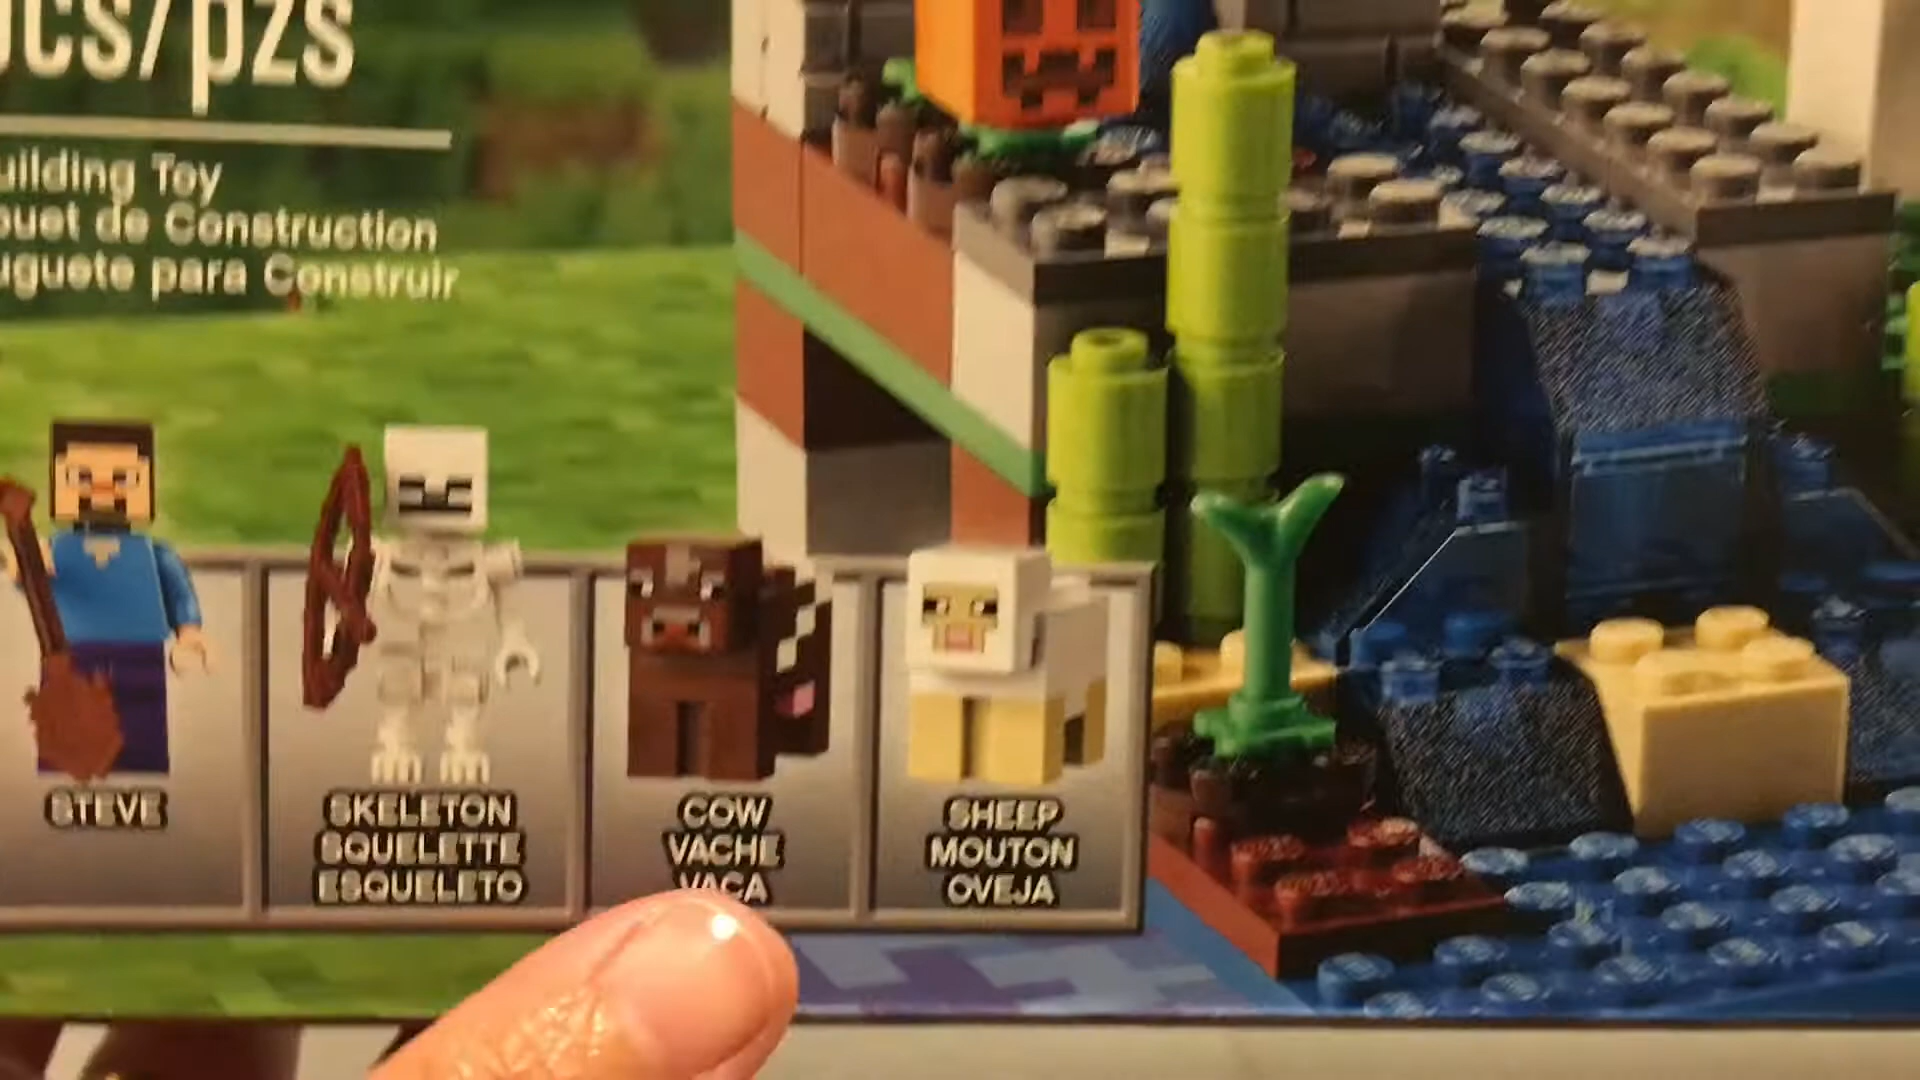 pcs/pzs
uilding Toy
ouet de Construction
uguete para Construir
STEVE
SKELETON
SQUELETTE
ESQUELETO
COW
VACHE
VACA
SHEEP
MOUTON
OVEJA